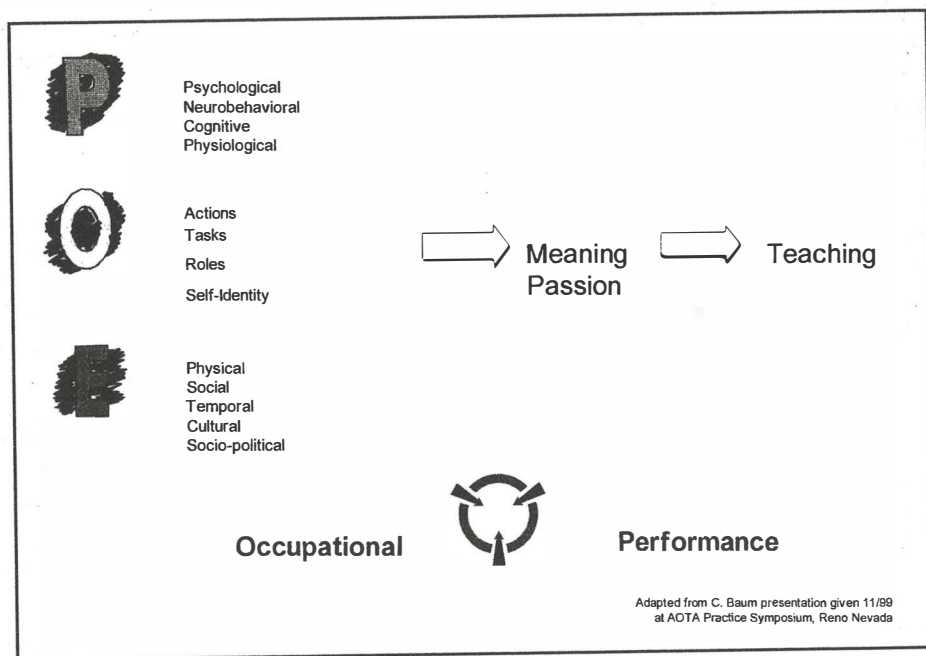 P
Psychological
Neurobehavioral
Cognitive
Physiological
O
Actions
Tasks
Roles
Self-Identity
Meaning
Passion
Teaching
E
Physical
Social
Temporal
Cultural
Socio-political
Occupational Performance
Adapted from C. Baum presentation given 11/99
at AOTA Practice Symposium, Reno Nevada